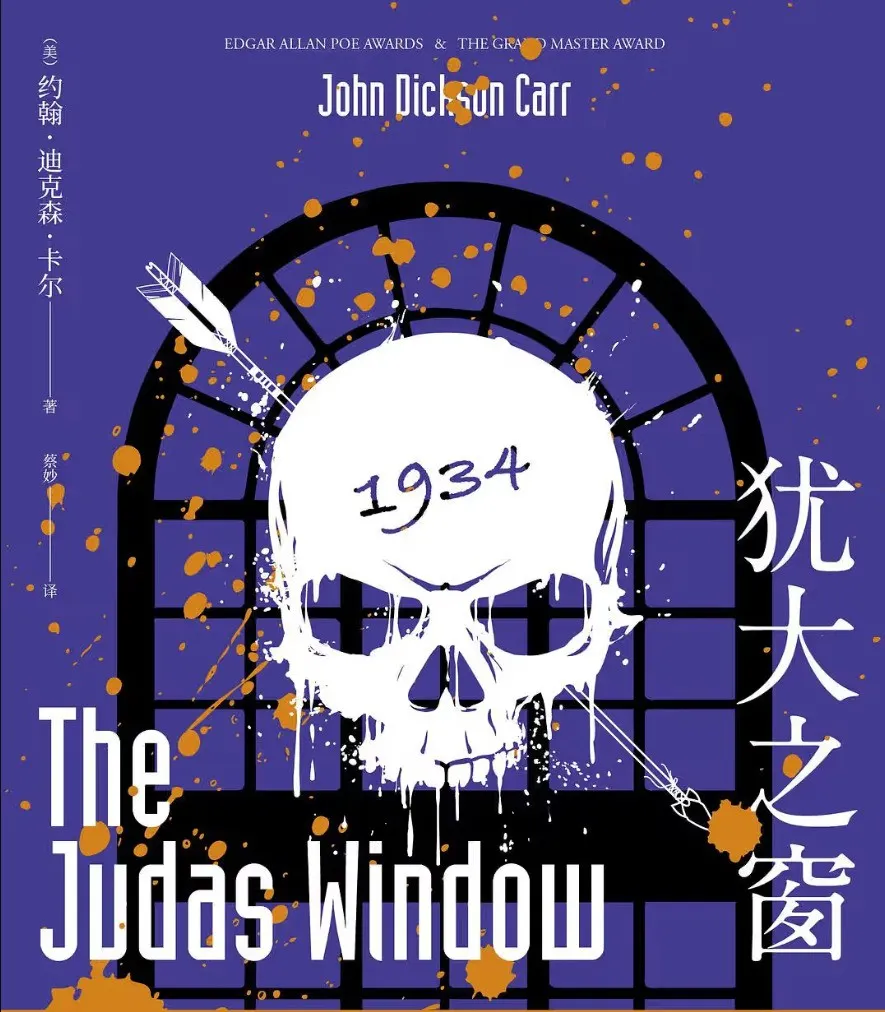 EDGAR ALLAN POE AWARDS & THE GRAND MASTER AWARD
John Dickson Carr
（美）约翰·迪克森·卡尔——著
蔡妙——译
1934
犹大之窗
The
Judas Window